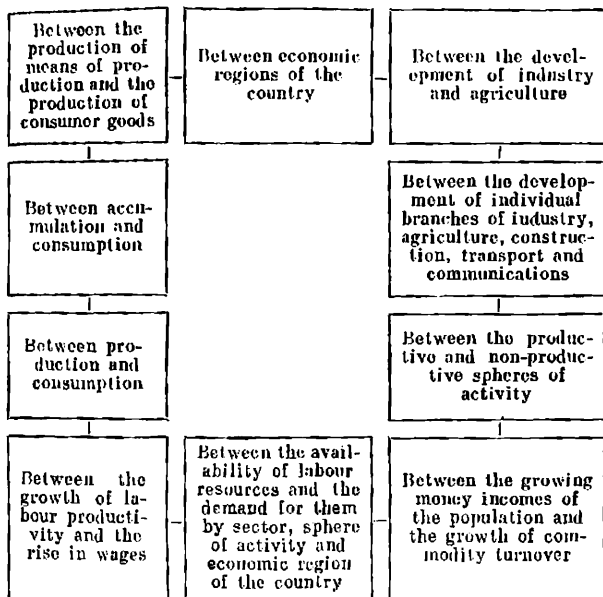 Between the
production of
means of pro-
duction and the
production of
consumer goods
Between economic
regions of the
country
Between the devel-
opment of industry
and agriculture
Between accu-
mulation and
consumption
Between the develop-
ment of individual
branches of industry,
agriculture, construc-
tion, transport and
communications
Between pro-
duction and
consumption
Between the produc-
tive and non-produc-
tive spheres of
activity
Between the
growth of la-
bour producti-
vity and the
rise in wages
Between the avail-
ability of labour
resources and the
demand for them
by sector, sphere
of activity and
economic region
of the country
Between the growing
money incomes of
the population and
the growth of com-
modity turnover